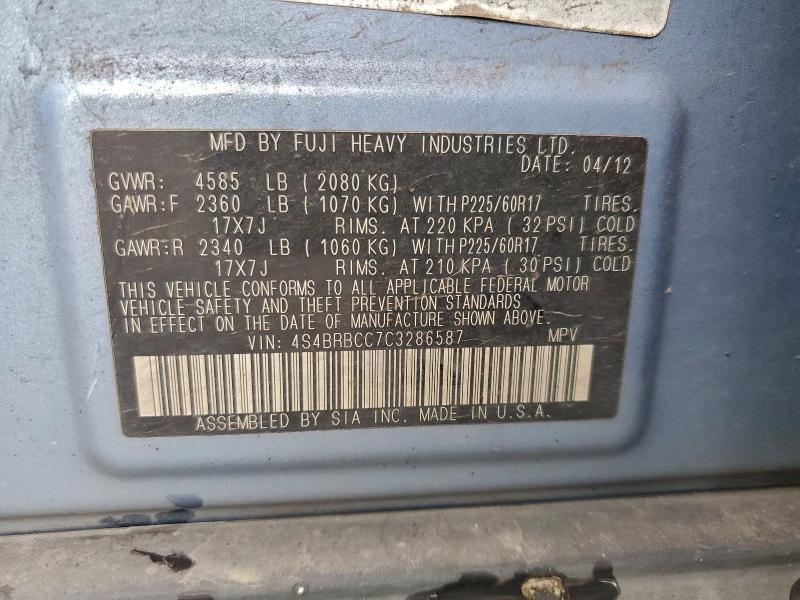 MFD BY FUJI HEAVY INDUSTRIES LTD.
DATE: 04/12
GVWR: 4585 LB ( 2080 KG)
GAWR:F 2360 LB ( 1070 KG) WITH P225/60R17 TIRES.
17X7J RIMS. AT 220 KPA ( 32 PSI) COLD
GAWR:R 2340 LB ( 1060 KG) WITH P225/60R17 TIRES.
17X7J RIMS. AT 210 KPA ( 30 PSI) COLD
THIS VEHICLE CONFORMS TO ALL APPLICABLE FEDERAL MOTOR
VEHICLE SAFETY AND THEFT PREVENTION STANDARDS
IN EFFECT ON THE DATE OF MANUFACTURE SHOWN ABOVE.
VIN: 4S4BRBCC7C3286587 MPV
ASSEMBLED BY SIA INC. MADE IN U.S.A.